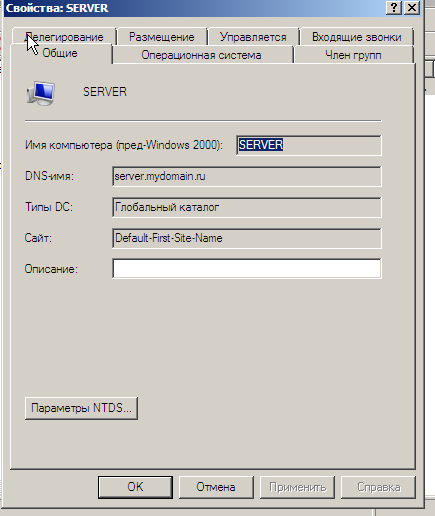 Свойства: SERVER
Делегирование Размещение Управляется Входящие звонки
Общие Операционная система Член групп
SERVER
Имя компьютера (пред-Windows 2000): SERVER
DNS-имя: server.mydomain.ru
Типы DC: Глобальный каталог
Сайт: Default-First-Site-Name
Описание:
Параметры NTDS...
OK Отмена Применить Справка